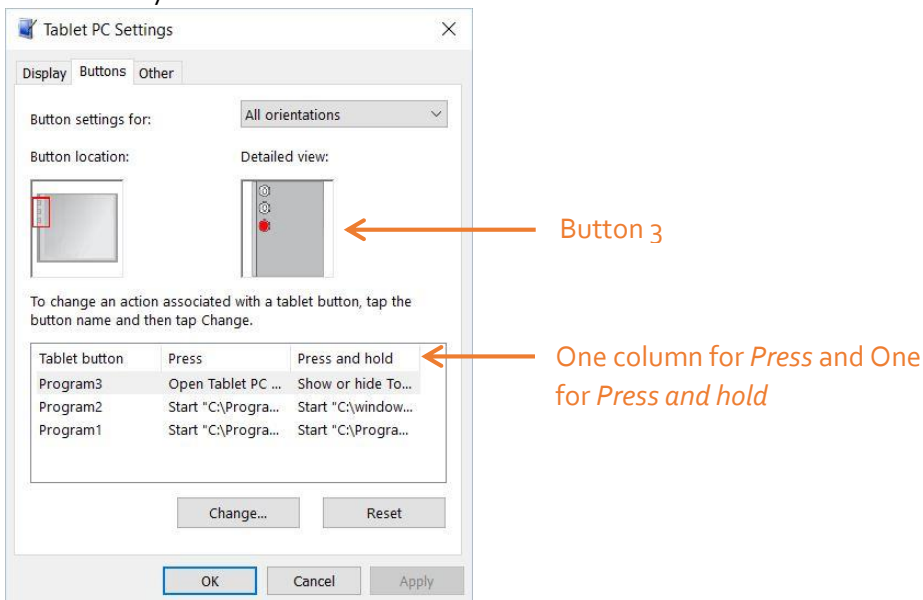 Tablet PC Settings
Display Buttons Other
Button settings for: All orientations
Button location: Detailed view:
Button 3
To change an action associated with a tablet button, tap the
button name and then tap Change.
Tablet button Press Press and hold
One column for Press and One
for Press and hold
Program3 Open Tablet PC ... Show or hide To...
Program2 Start "C:\Progra... Start "C:\window...
Program1 Start "C:\Progra... Start "C:\Progra...
Change... Reset
OK Cancel Apply